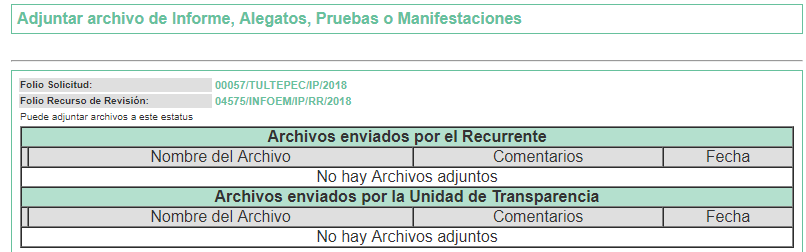 Adjuntar archivo de Informe, Alegatos, Pruebas o Manifestaciones
Folio Solicitud: 00057/TULTEPEC/IP/2018
Folio Recurso de Revisión: 04575/INFOEM/IP/RR/2018
Puede adjuntar archivos a este estatus
Archivos enviados por el Recurrente
Nombre del Archivo Comentarios Fecha
No hay Archivos adjuntos
Archivos enviados por la Unidad de Transparencia
Nombre del Archivo Comentarios Fecha
No hay Archivos adjuntos